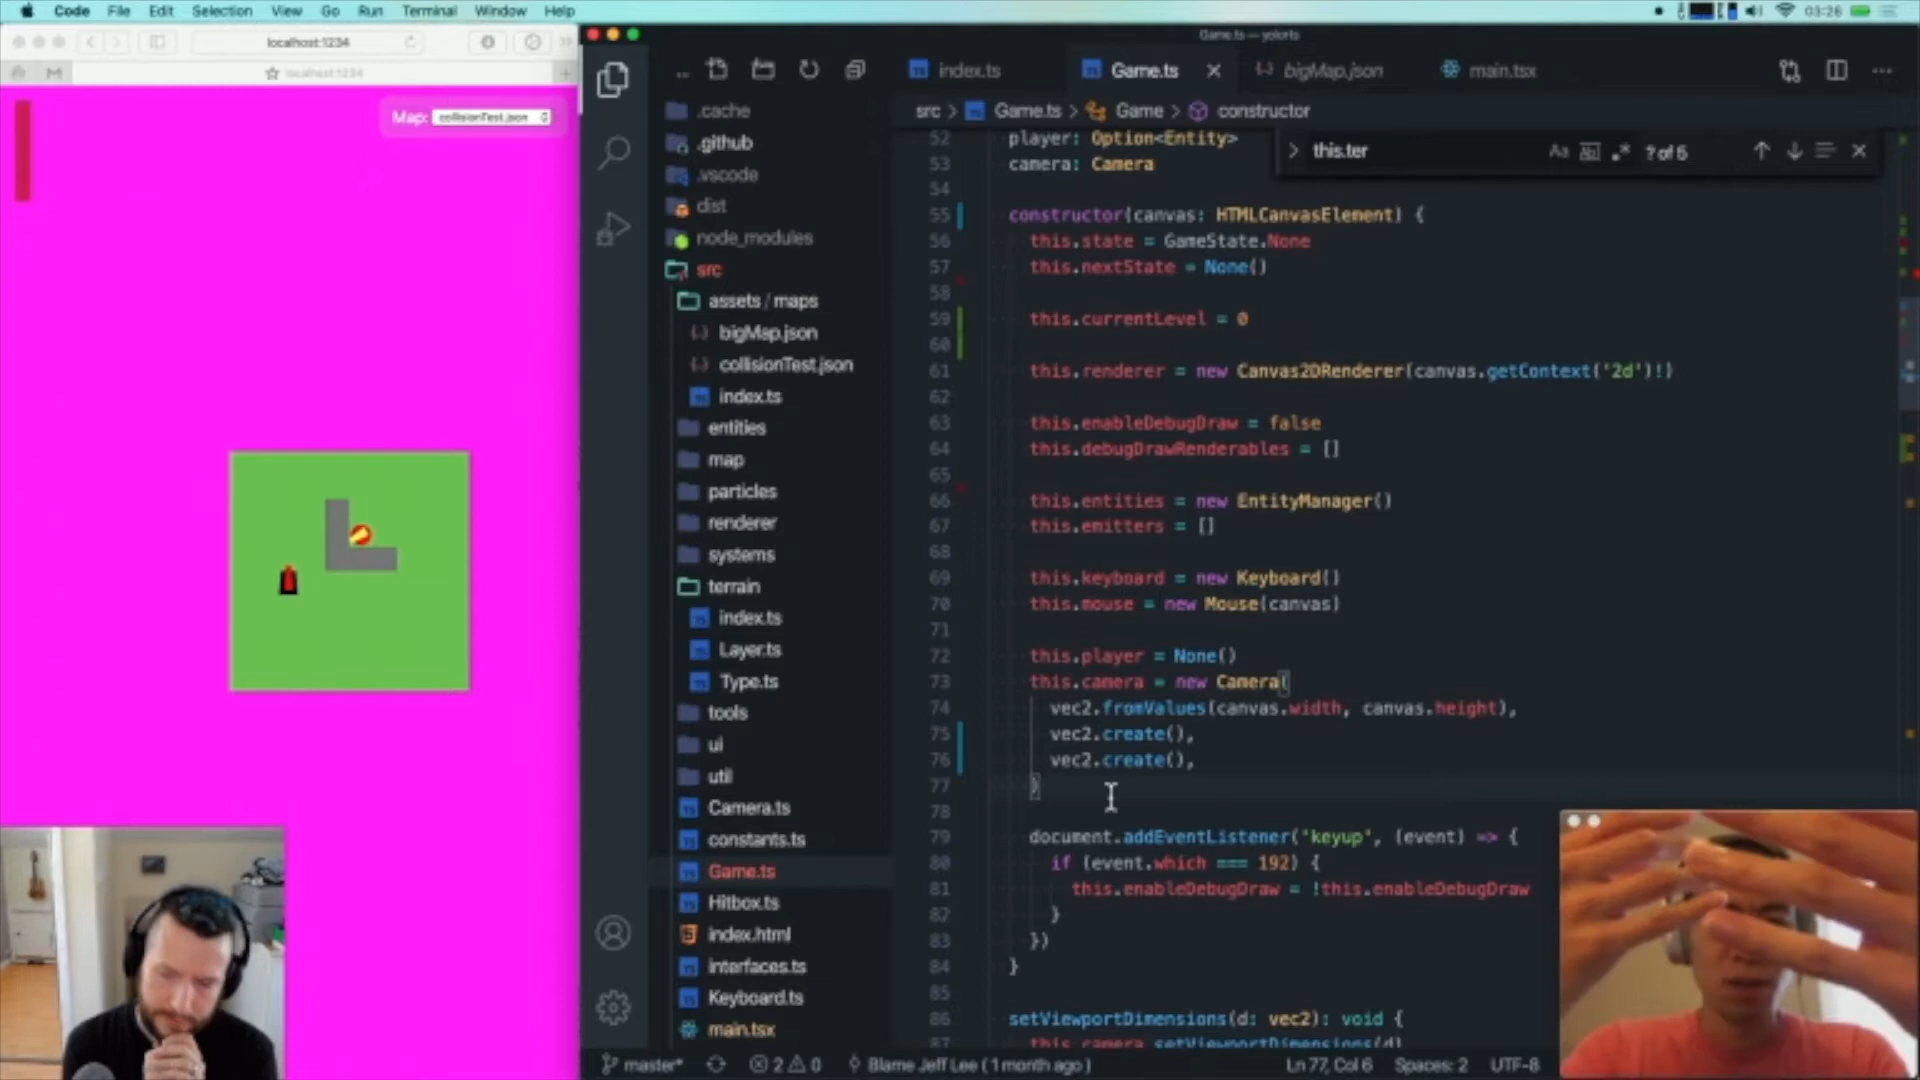 Code File Edit Selection View Go Run Terminal Window Help
03:26
localhost:1234
localhost:1234
Map: collisionTest.json
Game.ts — yolorts
index.ts
Game.ts
bigMap.json
main.tsx
src > Game.ts > Game > constructor
this.ter
Aa
? of 6
.cache
.github
.vscode
dist
node_modules
src
assets / maps
bigMap.json
collisionTest.json
index.ts
entities
map
particles
renderer
systems
terrain
index.ts
Layer.ts
Type.ts
tools
ui
util
Camera.ts
constants.ts
Game.ts
Hitbox.ts
index.html
interfaces.ts
Keyboard.ts
main.tsx
52 player: Option<Entity>
53 camera: Camera
54
55 constructor(canvas: HTMLCanvasElement) {
56 this.state = GameState.None
57 this.nextState = None()
58
59 this.currentLevel = 0
60
61 this.renderer = new Canvas2DRenderer(canvas.getContext('2d')!)
62
63 this.enableDebugDraw = false
64 this.debugDrawRenderables = []
65
66 this.entities = new EntityManager()
67 this.emitters = []
68
69 this.keyboard = new Keyboard()
70 this.mouse = new Mouse(canvas)
71
72 this.player = None()
73 this.camera = new Camera(
74 vec2.fromValues(canvas.width, canvas.height),
75 vec2.create(),
76 vec2.create(),
77 )
78
79 document.addEventListener('keyup', (event) => {
80 if (event.which === 192) {
81 this.enableDebugDraw = !this.enableDebugDraw
82 }
83 })
84 }
85
86 setViewportDimensions(d: vec2): void {
87 this.camera.setViewportDimensions(d)
master* 2 0 Blame Jeff Lee ( 1 month ago ) Ln 77, Col 6 Spaces: 2 UTF-8